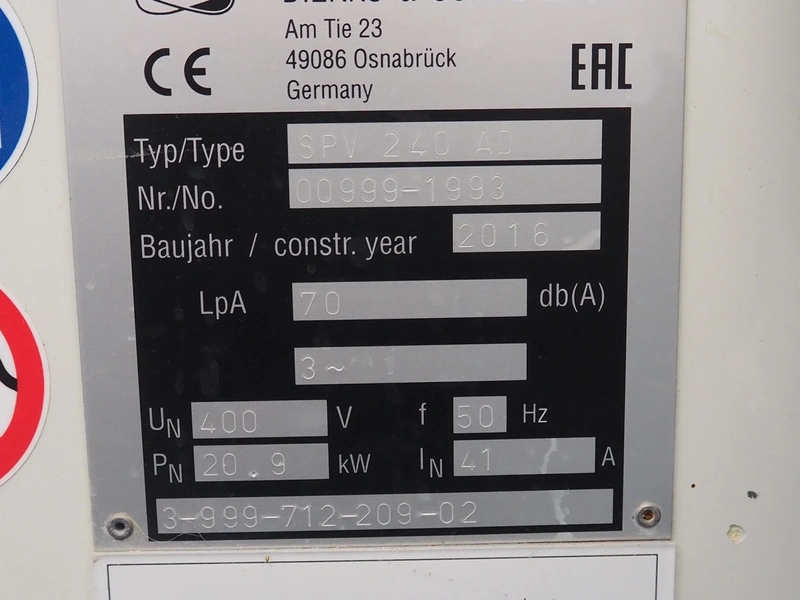 Am Tie 23
49086 Osnabrück
Germany
CE
EAC
Typ/Type SPV 240 AD
Nr./No. 00999-1993
Baujahr / constr. year 2016
LpA 70 db(A)
3~
UN 400 V f 50 Hz
PN 20.9 kW IN 41 A
3-999-712-209-02